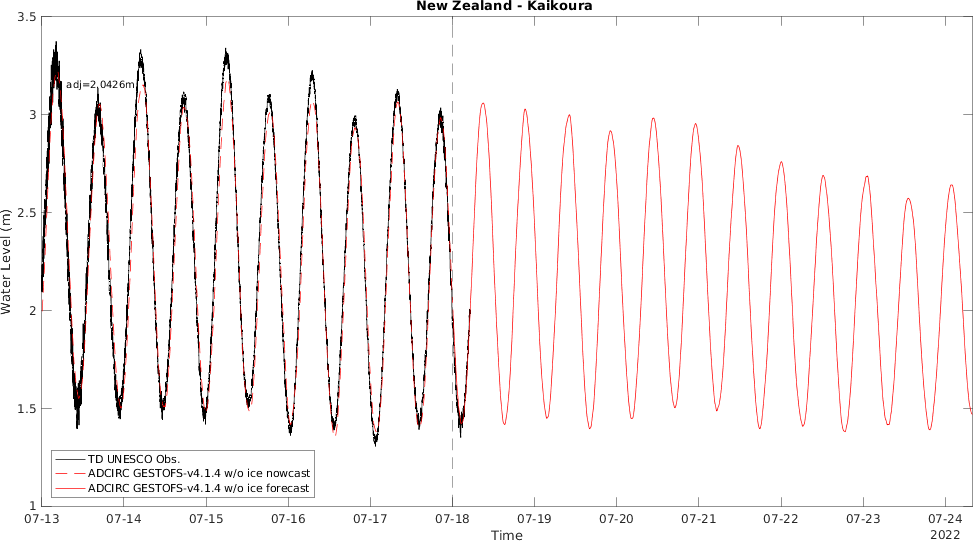 New Zealand - Kaikoura
3.5
3
2.5
2
1.5
1
Water Level (m)
adj=2.0426m
TD UNESCO Obs.
ADCIRC GESTOFS-v4.1.4 w/o ice nowcast
ADCIRC GESTOFS-v4.1.4 w/o ice forecast
07-13 07-14 07-15 07-16 07-17 07-18 07-19 07-20 07-21 07-22 07-23 07-24
Time
2022